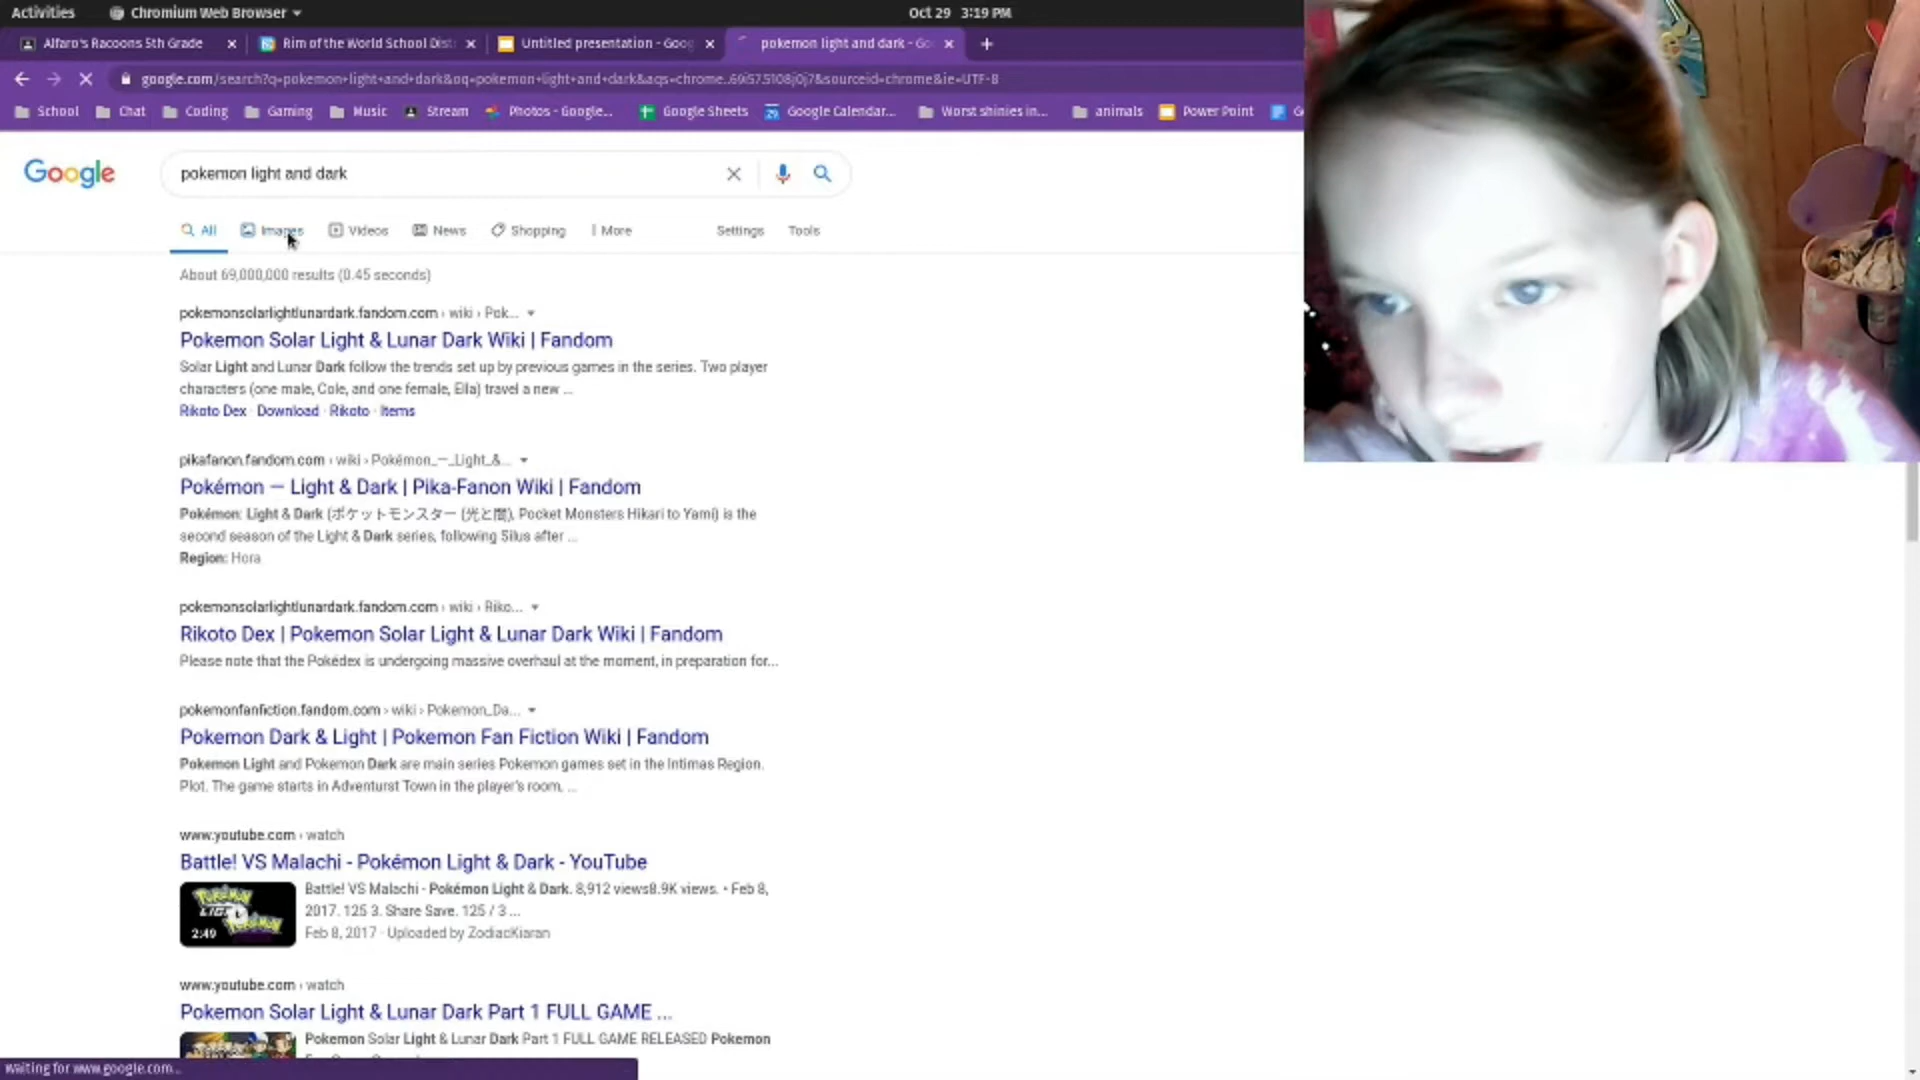 Activities Chromium Web Browser Oct 29 3:19 PM
Alfaro's Racoons 5th Grade Rim of the World School Dist Untitled presentation - Goog pokemon light and dark - Go
google.com/search?q=pokemon+light+and+dark&oq=pokemon+light+and+dark&aqs=chrome..69i57.5108j0j7&sourceid=chrome&ie=UTF-8
School Chat Coding Gaming Music Stream Photos - Google... Google Sheets Google Calendar... Worst shinies in... animals Power Point
Google pokemon light and dark
All Images Videos News Shopping More Settings Tools
About 69,000,000 results (0.45 seconds)
pokemonsolarlightlunardark.fandom.com › wiki › Pok...
Pokemon Solar Light & Lunar Dark Wiki | Fandom
Solar Light and Lunar Dark follow the trends set up by previous games in the series. Two player
characters (one male, Cole, and one female, Ella) travel a new ...
Rikoto Dex · Download · Rikoto · Items
pikafanon.fandom.com › wiki › Pokémon_—_Light_&...
Pokémon — Light & Dark | Pika-Fanon Wiki | Fandom
Pokémon: Light & Dark (ポケットモンスター (光と闇), Pocket Monsters Hikari to Yami) is the
second season of the Light & Dark series, following Silus after ...
Region: Hora
pokemonsolarlightlunardark.fandom.com › wiki › Riko...
Rikoto Dex | Pokemon Solar Light & Lunar Dark Wiki | Fandom
Please note that the Pokédex is undergoing massive overhaul at the moment, in preparation for...
pokemonfanfiction.fandom.com › wiki › Pokemon_Da...
Pokemon Dark & Light | Pokemon Fan Fiction Wiki | Fandom
Pokemon Light and Pokemon Dark are main series Pokemon games set in the Intimas Region.
Plot. The game starts in Adventurst Town in the player's room. ...
www.youtube.com › watch
Battle! VS Malachi - Pokémon Light & Dark - YouTube
Battle! VS Malachi - Pokémon Light & Dark. 8,912 views8.9K views. • Feb 8,
2017. 125 3. Share Save. 125 / 3 ...
Feb 8, 2017 · Uploaded by ZodiacKiaran
POKÉMON
POKÉMON
2:49
www.youtube.com › watch
Pokemon Solar Light & Lunar Dark Part 1 FULL GAME ...
Pokemon Solar Light & Lunar Dark Part 1 FULL GAME RELEASED Pokemon
Waiting for www.google.com...